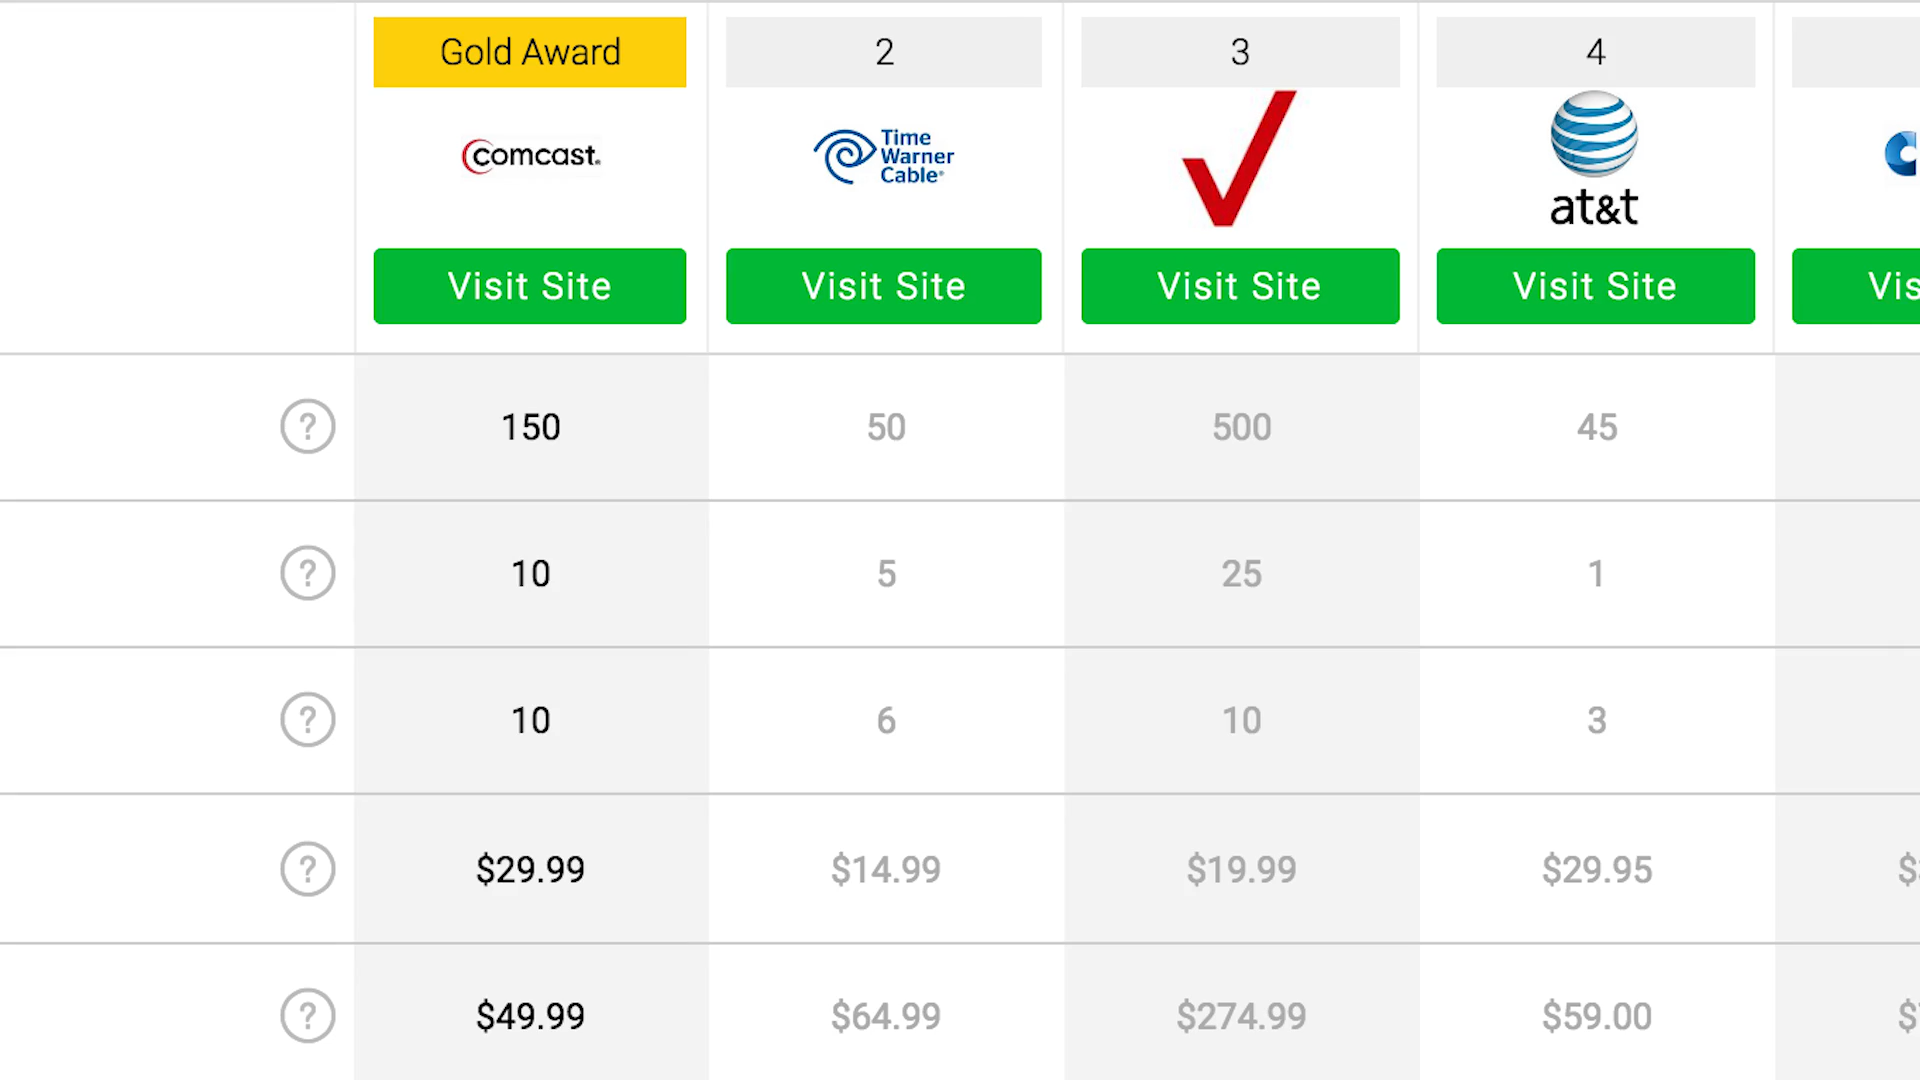 Gold Award 2 3 4
comcast.
Time
Warner
Cable
at&t
Visit Site Visit Site Visit Site Visit Site Vis
? 150 50 500 45
? 10 5 25 1
? 10 6 10 3
? $29.99 $14.99 $19.99 $29.95 $
? $49.99 $64.99 $274.99 $59.00 $